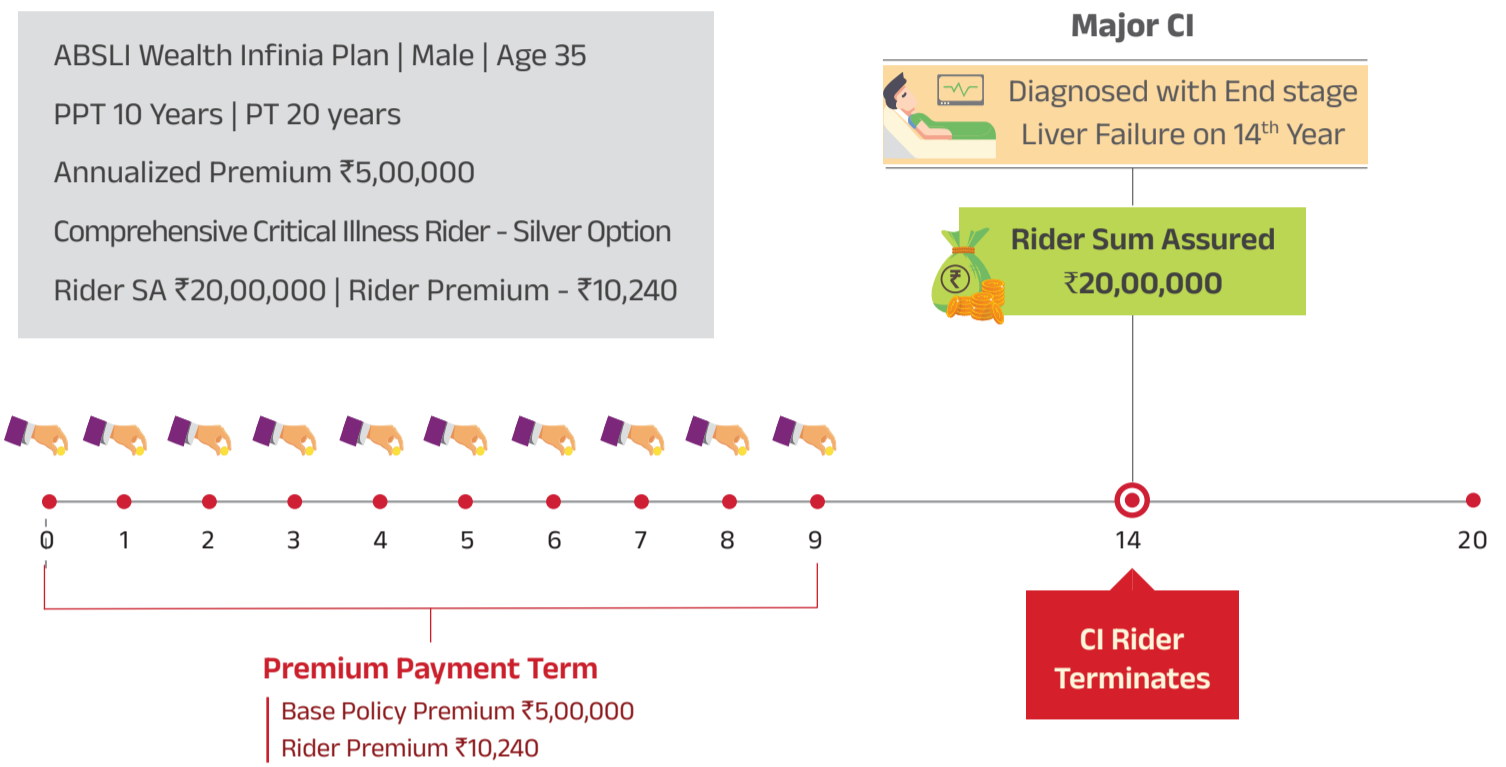 ABSLI Wealth Infinia Plan | Male | Age 35
PPT 10 Years | PT 20 years
Annualized Premium ₹5,00,000
Comprehensive Critical Illness Rider - Silver Option
Rider SA ₹20,00,000 | Rider Premium - ₹10,240
Major CI
Diagnosed with End stage
Liver Failure on 14th Year
₹
Rider Sum Assured
₹20,00,000
0 1 2 3 4 5 6 7 8 9 14 20
Premium Payment Term
Base Policy Premium ₹5,00,000
Rider Premium ₹10,240
CI Rider
Terminates